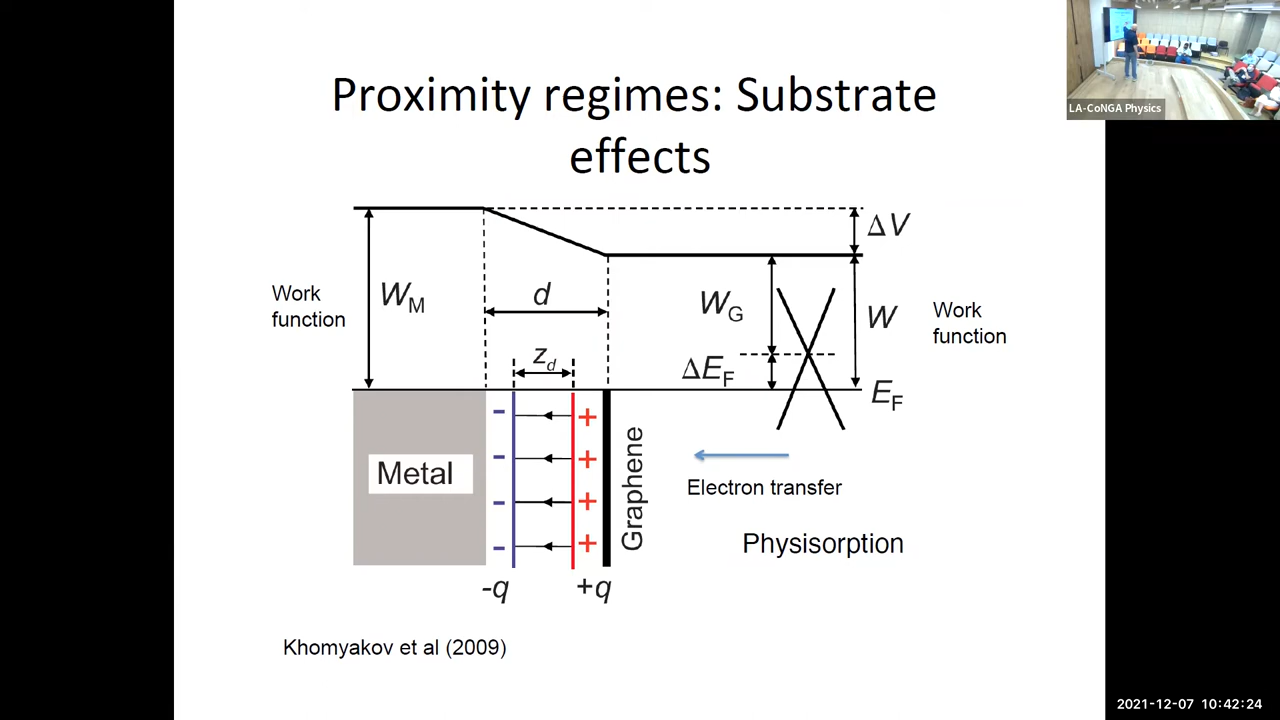 LA-CoNGA Physics
Proximity regimes: Substrate
effects
ΔV
Work
function
W_M
d
W_G
W
Work
function
z_d
ΔE_F
E_F
- +
- +
- +
- +
Metal
Graphene
Electron transfer
Physisorption
-q +q
Khomyakov et al (2009)
2021-12-07 10:42:24